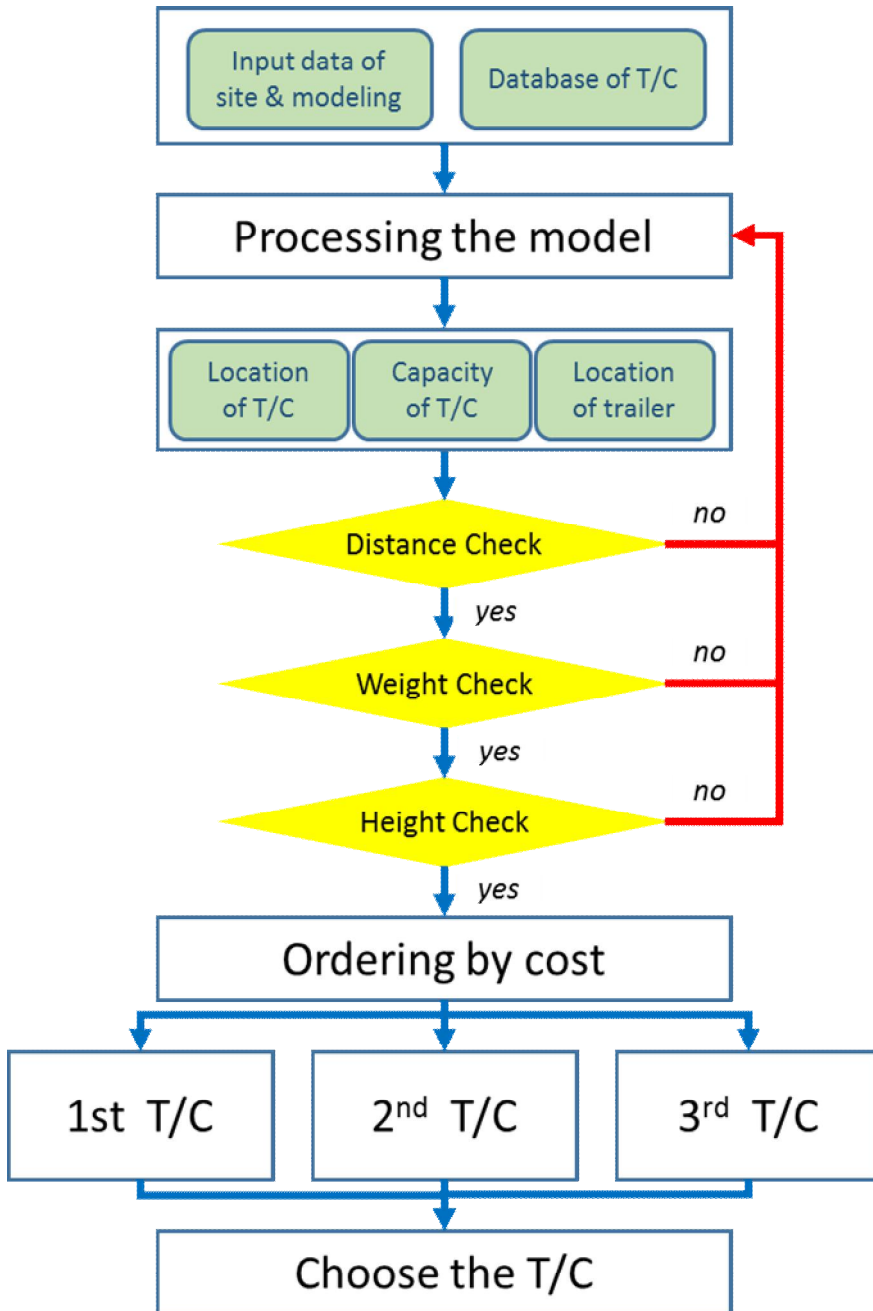 Input data of
site & modeling
Database of T/C
Processing the model
Location
of T/C
Capacity
of T/C
Location
of trailer
Distance Check
no
yes
Weight Check
no
yes
Height Check
no
yes
Ordering by cost
1st T/C
2nd T/C
3rd T/C
Choose the T/C